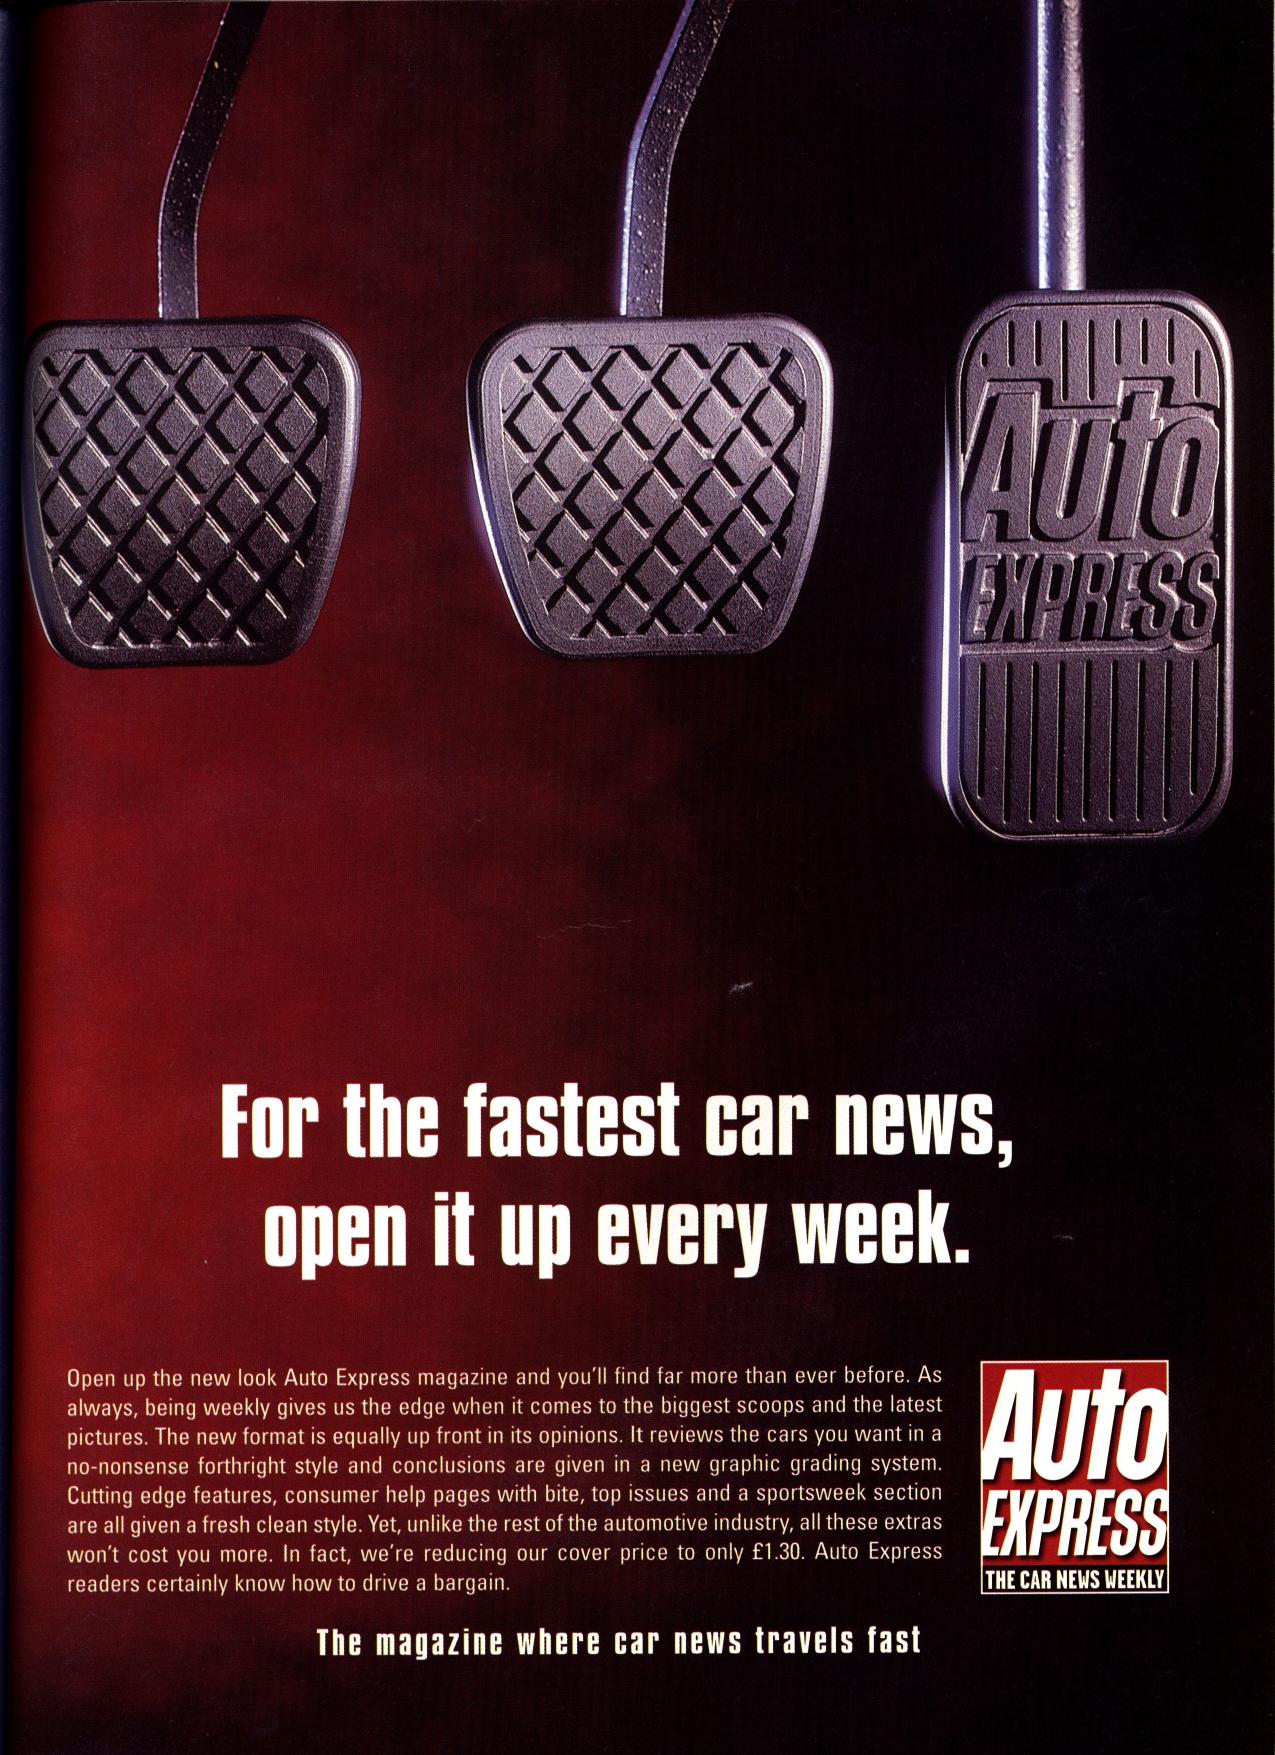 Auto
EXPRESS
For the fastest car news,
open it up every week.
Open up the new look Auto Express magazine and you'll find far more than ever before. As
always, being weekly gives us the edge when it comes to the biggest scoops and the latest
pictures. The new format is equally up front in its opinions. It reviews the cars you want in a
no-nonsense forthright style and conclusions are given in a new graphic grading system.
Cutting edge features, consumer help pages with bite, top issues and a sportsweek section
are all given a fresh clean style. Yet, unlike the rest of the automotive industry, all these extras
won't cost you more. In fact, we're reducing our cover price to only £1.30. Auto Express
readers certainly know how to drive a bargain.
Auto
EXPRESS
THE CAR NEWS WEEKLY
The magazine where car news travels fast